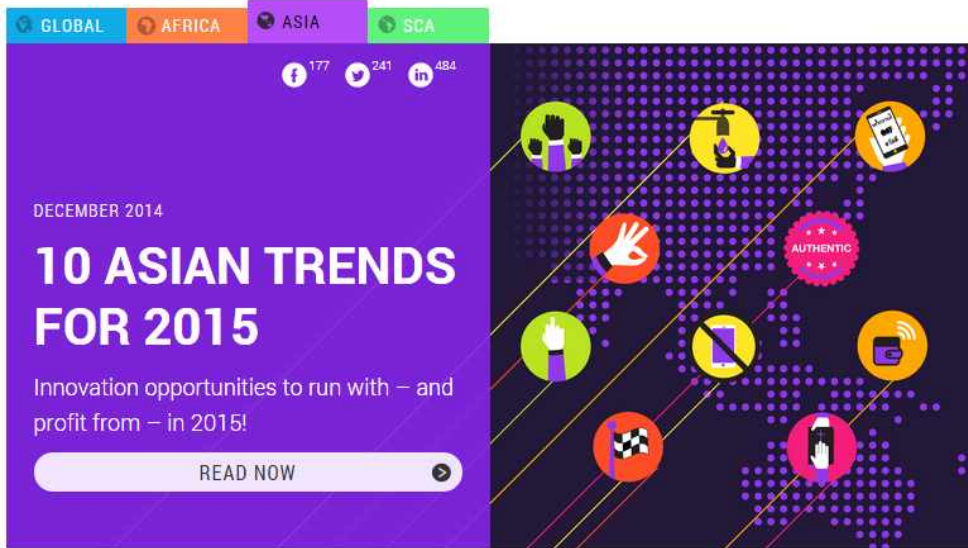 GLOBAL
AFRICA
ASIA
SCA
177
241
484
DECEMBER 2014
10 ASIAN TRENDS
FOR 2015
Innovation opportunities to run with – and
profit from – in 2015!
READ NOW
AUTHENTIC